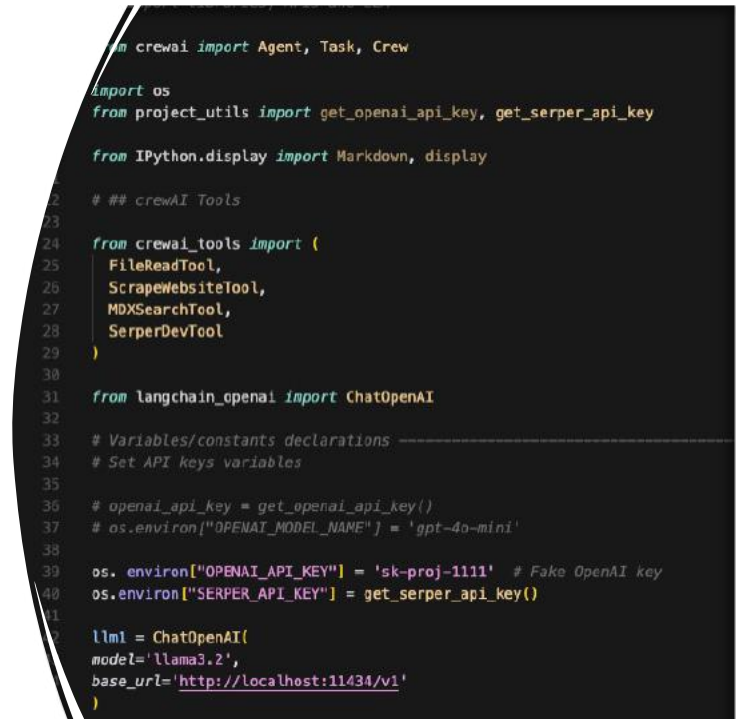 crewai import Agent, Task, Crew
import os
from project_utils import get_openai_api_key, get_serper_api_key
from IPython.display import Markdown, display
# ## crewAI Tools
23
24 from crewai_tools import (
25 FileReadTool,
26 ScrapeWebsiteTool,
27 MDXSearchTool,
28 SerperDevTool
29 )
30
31 from langchain_openai import ChatOpenAI
32
33 # Variables/constants declarations ----------------------------------------
34 # Set API keys variables
35
36 # openai_api_key = get_openai_api_key()
37 # os.environ["OPENAI_MODEL_NAME"] = 'gpt-4o-mini'
38
39 os. environ["OPENAI_API_KEY"] = 'sk-proj-1111' # Fake OpenAI key
40 os.environ["SERPER_API_KEY"] = get_serper_api_key()
41
llm1 = ChatOpenAI(
model='llama3.2',
base_url='http://localhost:11434/v1'
)